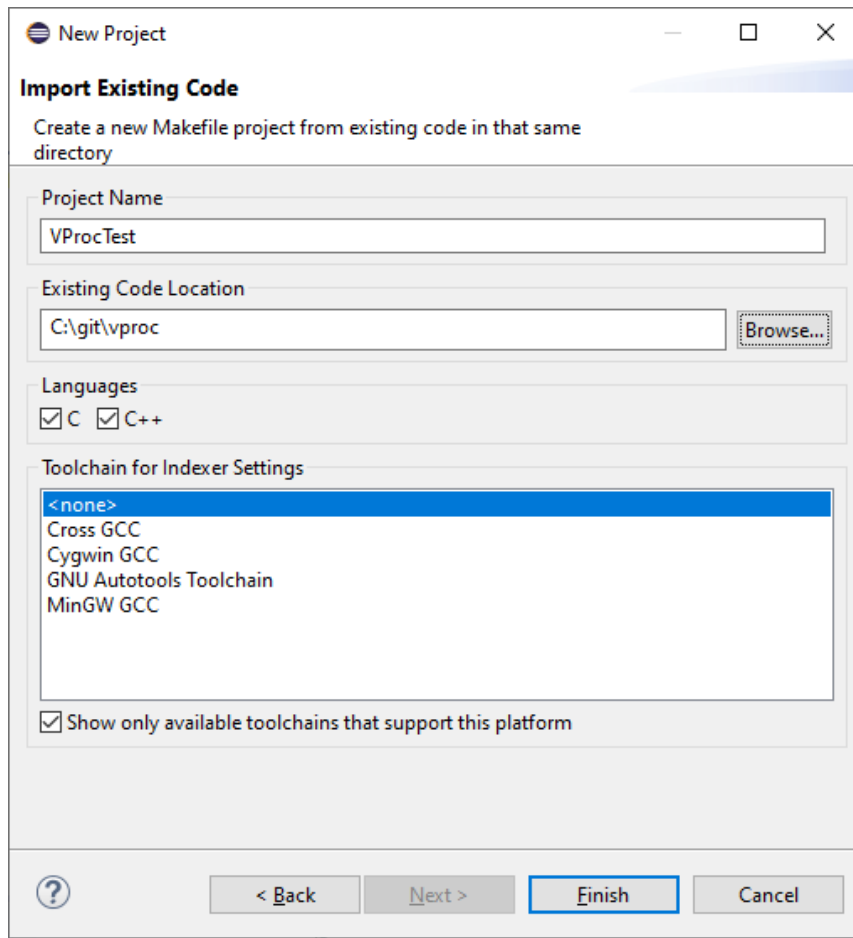 New Project
Import Existing Code
Create a new Makefile project from existing code in that same
directory
Project Name
VProcTest
Existing Code Location
C:\git\vproc
Browse...
Languages
C C++
Toolchain for Indexer Settings
<none>
Cross GCC
Cygwin GCC
GNU Autotools Toolchain
MinGW GCC
Show only available toolchains that support this platform
? < Back Next > Finish Cancel